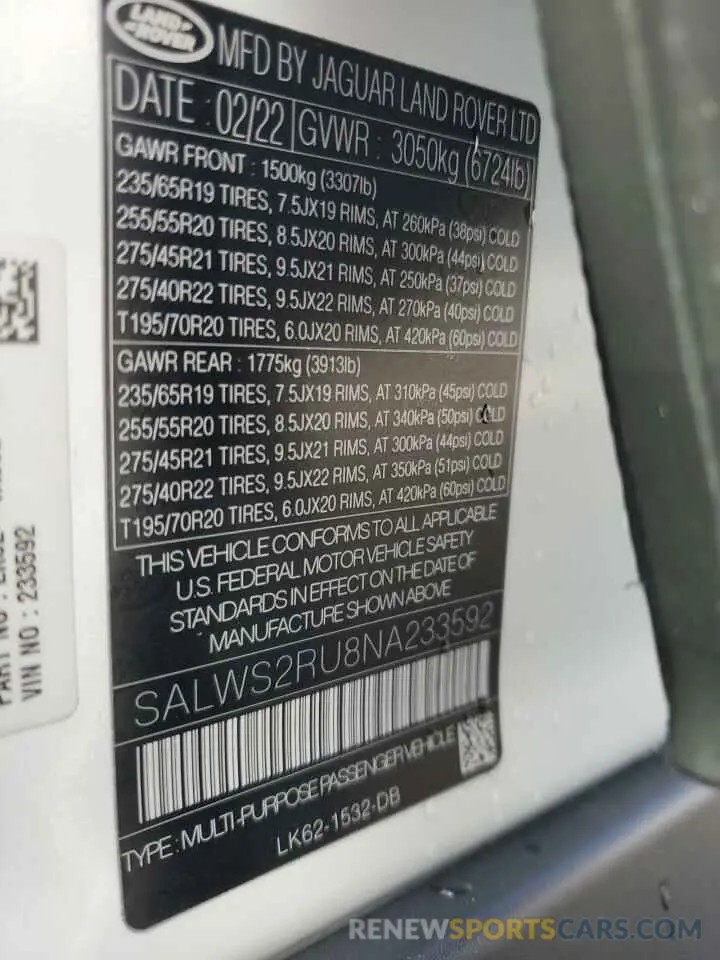 LAND
ROVER
MFD BY JAGUAR LAND ROVER LTD
DATE : 02/22 GVWR : 3050kg (6724lb)
GAWR FRONT : 1500kg (3307lb)
235/65R19 TIRES, 7.5JX19 RIMS, AT 260kPa (38psi) COLD
255/55R20 TIRES, 8.5JX20 RIMS, AT 300kPa (44psi) COLD
275/45R21 TIRES, 9.5JX21 RIMS, AT 250kPa (37psi) COLD
275/40R22 TIRES, 9.5JX22 RIMS, AT 270kPa (40psi) COLD
T195/70R20 TIRES, 6.0JX20 RIMS, AT 420kPa (60psi) COLD
GAWR REAR : 1775kg (3913lb)
235/65R19 TIRES, 7.5JX19 RIMS, AT 310kPa (45psi) COLD
255/55R20 TIRES, 8.5JX20 RIMS, AT 340kPa (50psi) COLD
275/45R21 TIRES, 9.5JX21 RIMS, AT 300kPa (44psi) COLD
275/40R22 TIRES, 9.5JX22 RIMS, AT 350kPa (51psi) COLD
T195/70R20 TIRES, 6.0JX20 RIMS, AT 420kPa (60psi) COLD
THIS VEHICLE CONFORMS TO ALL APPLICABLE
U.S. FEDERAL MOTOR VEHICLE SAFETY
STANDARDS IN EFFECT ON THE DATE OF
MANUFACTURE SHOWN ABOVE
SALWS2RU8NA233592
TYPE : MULTI-PURPOSE PASSENGER VEHICLE
LK62-1532-DB
PART NO :
VIN NO : 233592
RENEWSPORTSCARS.COM